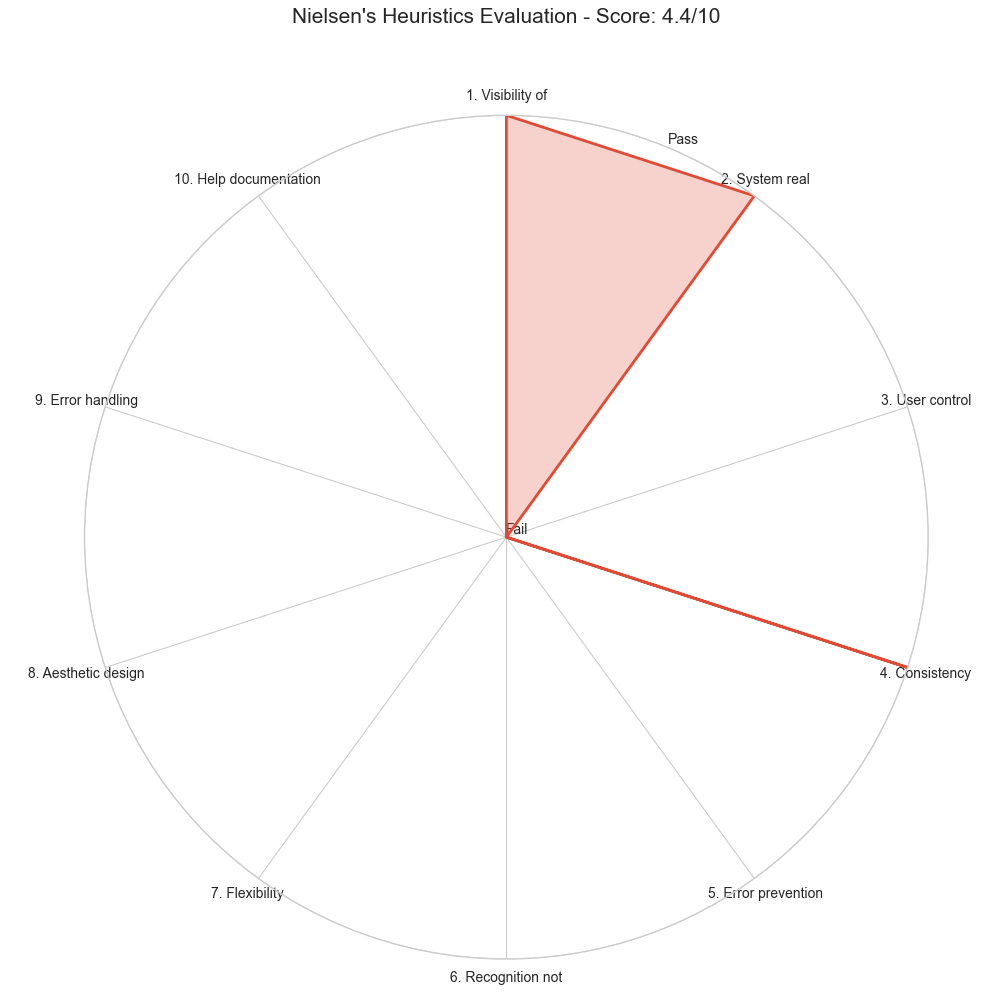 Nielsen's Heuristics Evaluation - Score: 4.4/10
1. Visibility of
Pass
2. System real
10. Help documentation
9. Error handling
3. User control
Fail
8. Aesthetic design
4. Consistency
7. Flexibility
5. Error prevention
6. Recognition not